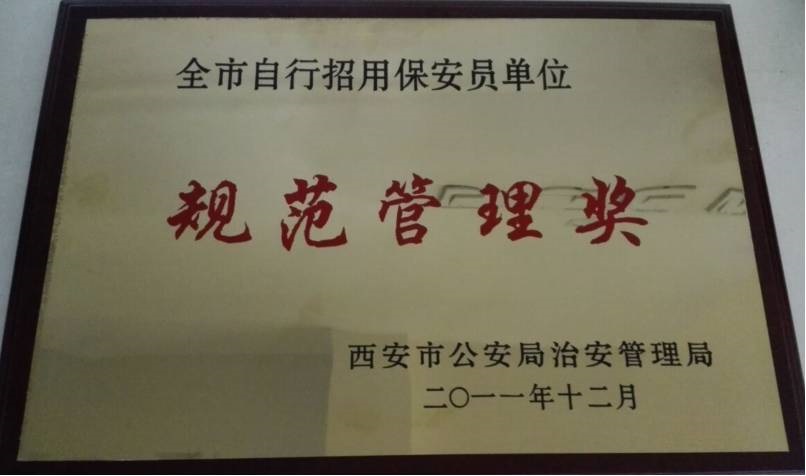 全市自行招用保安员单位
规范管理奖
西安市公安局治安管理局
二〇一一年十二月